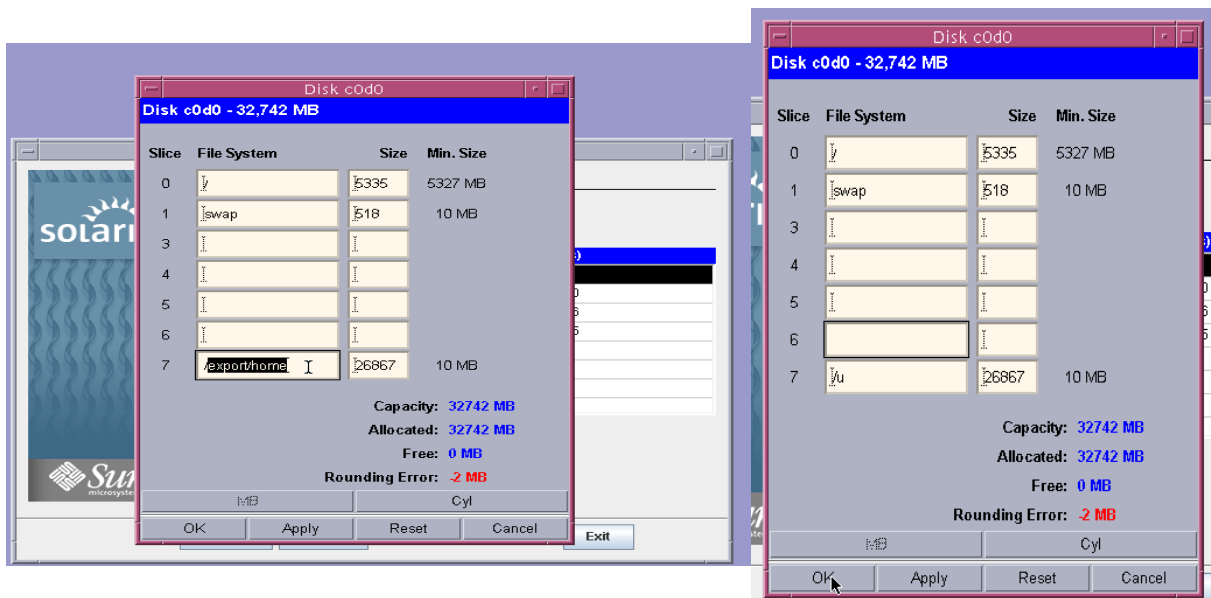 Disk c0d0
Disk c0d0 - 32,742 MB
Slice File System Size Min. Size
0 / 5335 5327 MB
1 swap 518 10 MB
3
4
5
6
7 /export/home 26867 10 MB
Capacity: 32742 MB
Allocated: 32742 MB
Free: 0 MB
Rounding Error: -2 MB
MB Cyl
OK Apply Reset Cancel
Exit
Sun
Disk c0d0
Disk c0d0 - 32,742 MB
Slice File System Size Min. Size
0 / 5335 5327 MB
1 swap 518 10 MB
3
4
5
6
7 /u 26867 10 MB
Capacity: 32742 MB
Allocated: 32742 MB
Free: 0 MB
Rounding Error: -2 MB
MB Cyl
OK Apply Reset Cancel